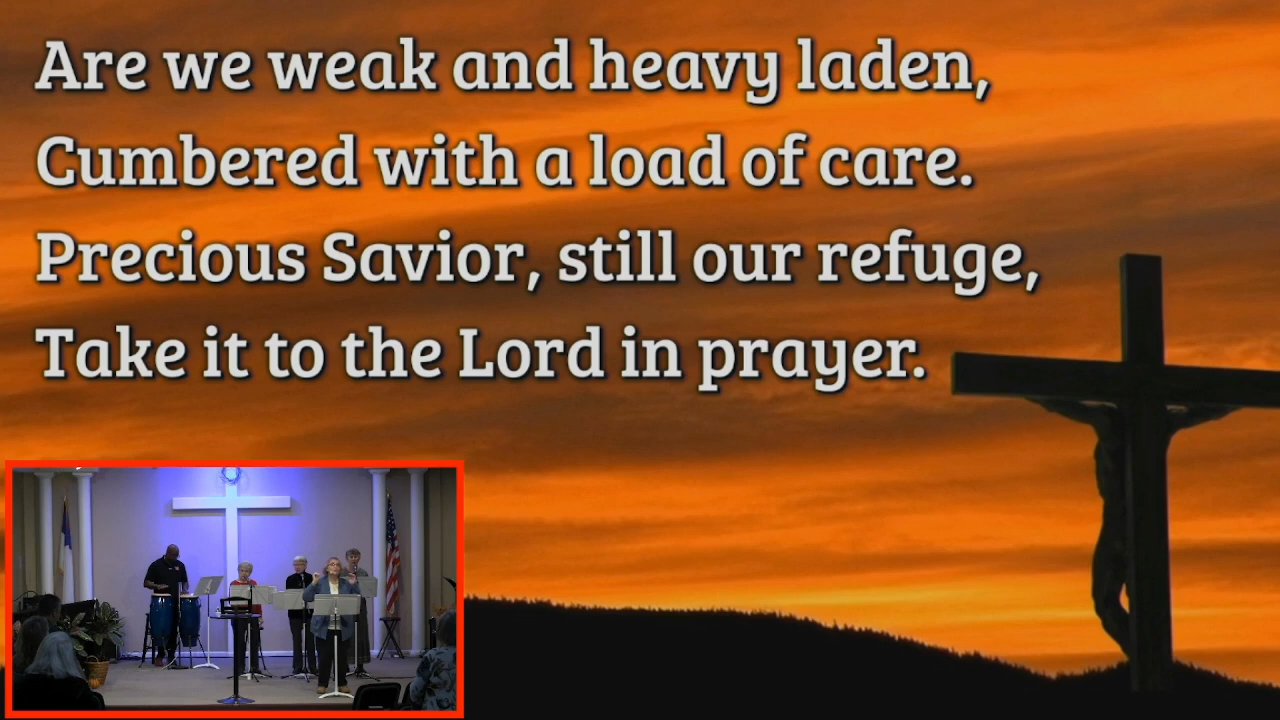 Are we weak and heavy laden,
Cumbered with a load of care.
Precious Savior, still our refuge,
Take it to the Lord in prayer.